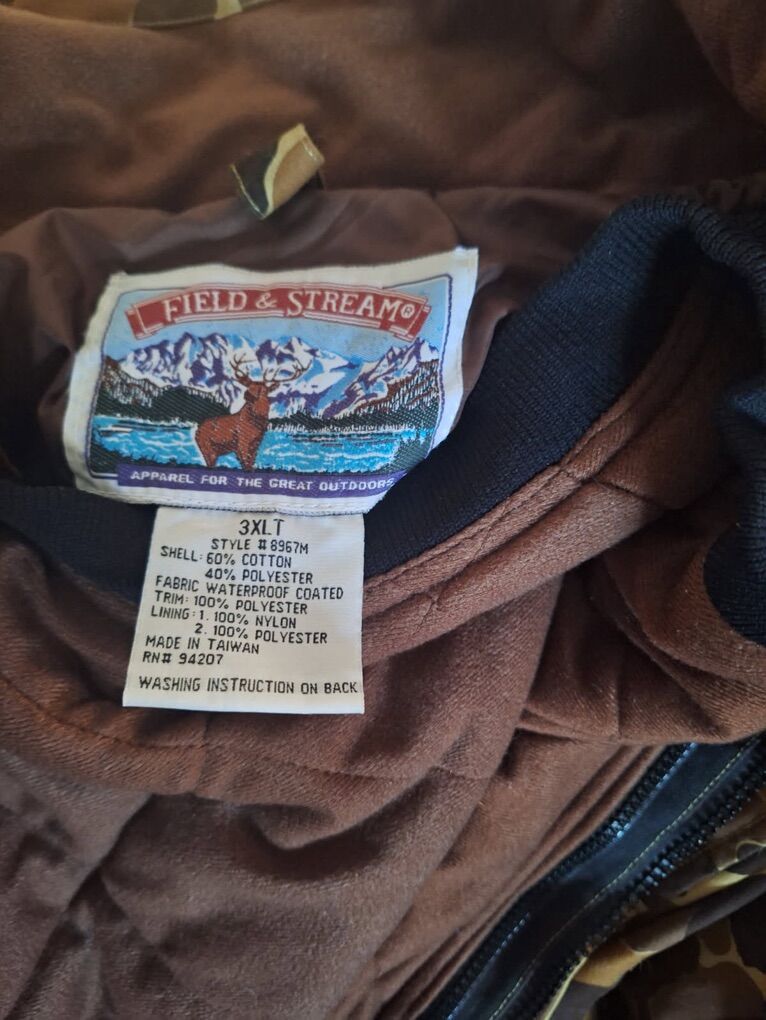 FIELD & STREAM®
APPAREL FOR THE GREAT OUTDOORS
3XLT
STYLE #8967M
SHELL: 60% COTTON
40% POLYESTER
FABRIC WATERPROOF COATED
TRIM: 100% POLYESTER
LINING: 1. 100% NYLON
2. 100% POLYESTER
MADE IN TAIWAN
RN# 94207
WASHING INSTRUCTION ON BACK